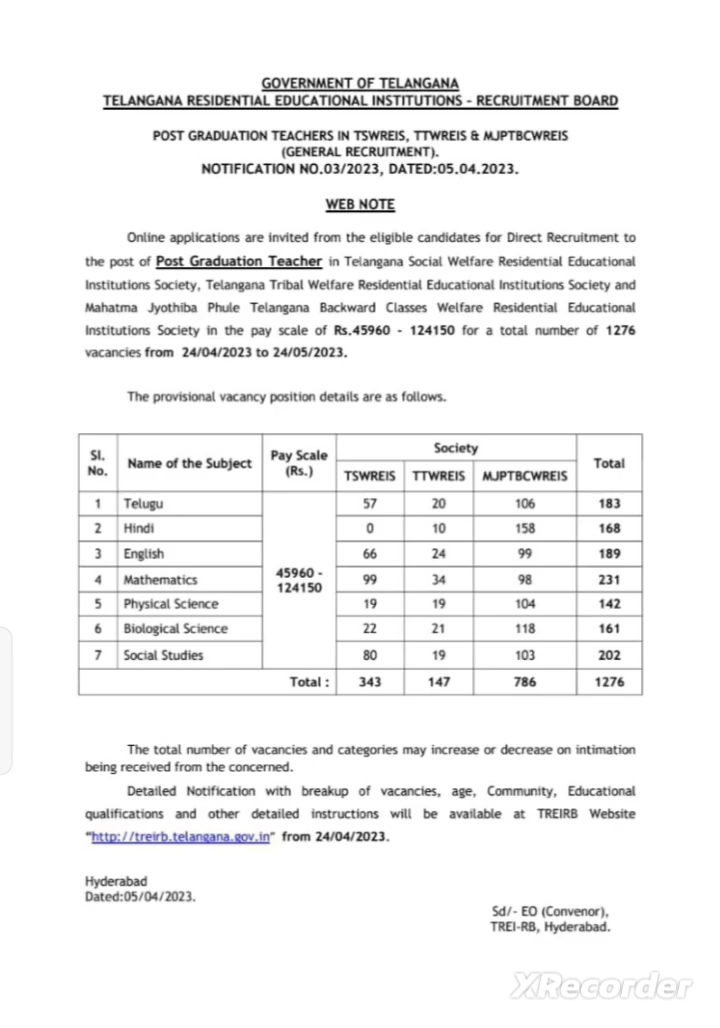 GOVERNMENT OF TELANGANA
TELANGANA RESIDENTIAL EDUCATIONAL INSTITUTIONS - RECRUITMENT BOARD
POST GRADUATION TEACHERS IN TSWREIS, TTWREIS & MJPTBCWREIS
(GENERAL RECRUITMENT).
NOTIFICATION NO.03/2023, DATED:05.04.2023.
WEB NOTE
Online applications are invited from the eligible candidates for Direct Recruitment to
the post of Post Graduation Teacher in Telangana Social Welfare Residential Educational
Institutions Society, Telangana Tribal Welfare Residential Educational Institutions Society and
Mahatma Jyothiba Phule Telangana Backward Classes Welfare Residential Educational
Institutions Society in the pay scale of Rs.45960 - 124150 for a total number of 1276
vacancies from 24/04/2023 to 24/05/2023.
The provisional vacancy position details are as follows.
Sl. No. Name of the Subject Pay Scale (Rs.) Society Total
TSWREIS TTWREIS MJPTBCWREIS
1 Telugu 57 20 106 183
2 Hindi 0 10 158 168
3 English 66 24 99 189
4 Mathematics 45960 - 124150 99 34 98 231
5 Physical Science 19 19 104 142
6 Biological Science 22 21 118 161
7 Social Studies 80 19 103 202
Total : 343 147 786 1276
The total number of vacancies and categories may increase or decrease on intimation
being received from the concerned.
Detailed Notification with breakup of vacancies, age, Community, Educational
qualifications and other detailed instructions will be available at TREIRB Website
"http://treirb.telangana.gov.in" from 24/04/2023.
Hyderabad
Dated:05/04/2023.
Sd/- EO (Convenor),
TREI-RB, Hyderabad.
XRecorder